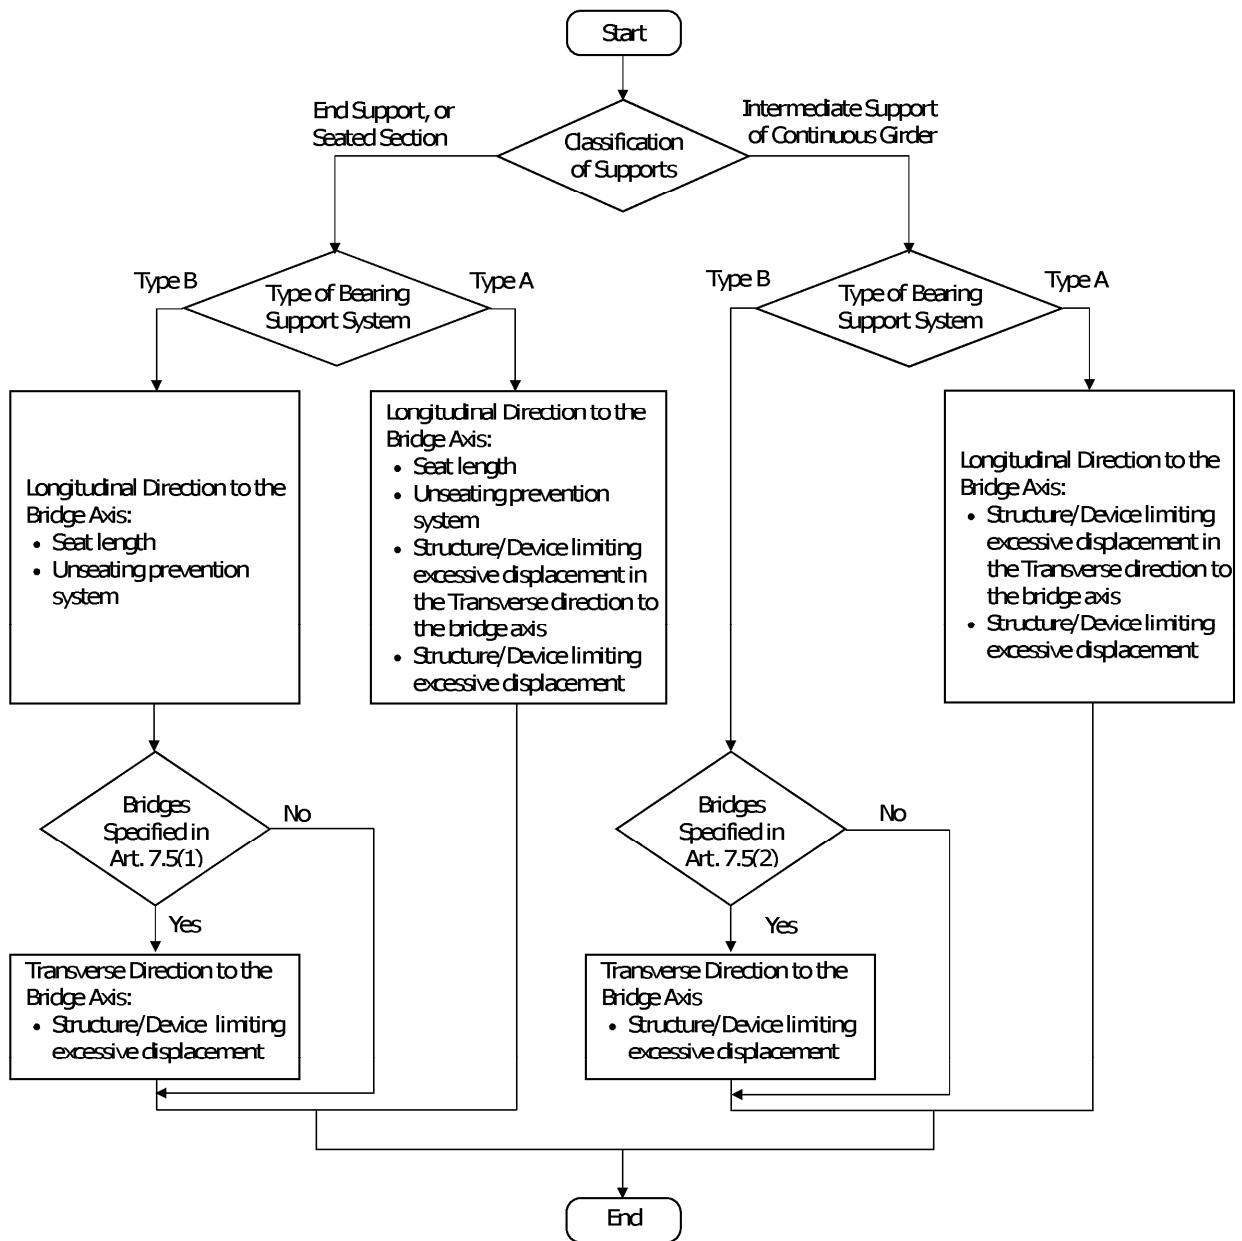 Start
End Support, or
Seated Section
Intermediate Support
of Continuous Girder
Classification
of Supports
Type B
Type of Bearing
Support System
Type A
Type B
Type of Bearing
Support System
Type A
Longitudinal Direction to the
Bridge Axis:
• Seat length
• Unseating prevention
system
Longitudinal Direction to the
Bridge Axis:
• Seat length
• Unseating prevention
system
• Structure/Device limiting
excessive displacement in
the Transverse direction to
the bridge axis
• Structure/Device limiting
excessive displacement
Longitudinal Direction to the
Bridge Axis:
• Structure/Device limiting
excessive displacement in
the Transverse direction to
the bridge axis
• Structure/Device limiting
excessive displacement
Bridges
Specified in
Art. 7.5(1)
No
Yes
Bridges
Specified in
Art. 7.5(2)
No
Yes
Transverse Direction to the
Bridge Axis:
• Structure/Device limiting
excessive displacement
Transverse Direction to the
Bridge Axis
• Structure/Device limiting
excessive displacement
End